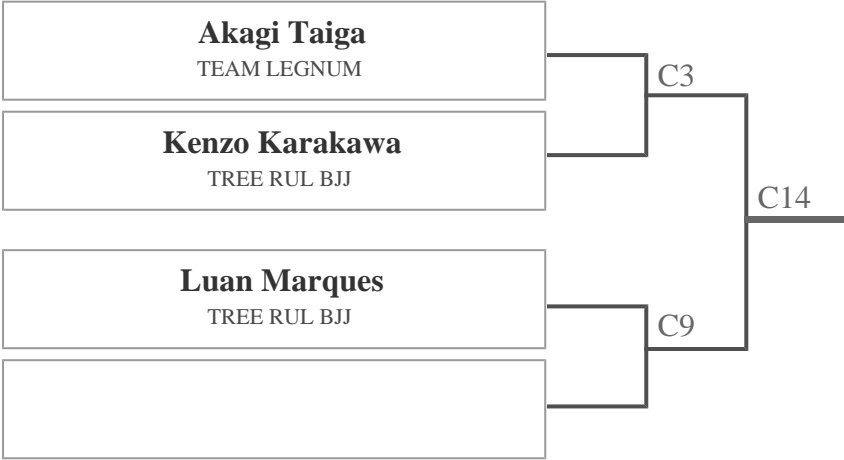 Akagi Taiga
TEAM LEGNUM
C3
Kenzo Karakawa
TREE RUL BJJ
C14
Luan Marques
TREE RUL BJJ
C9